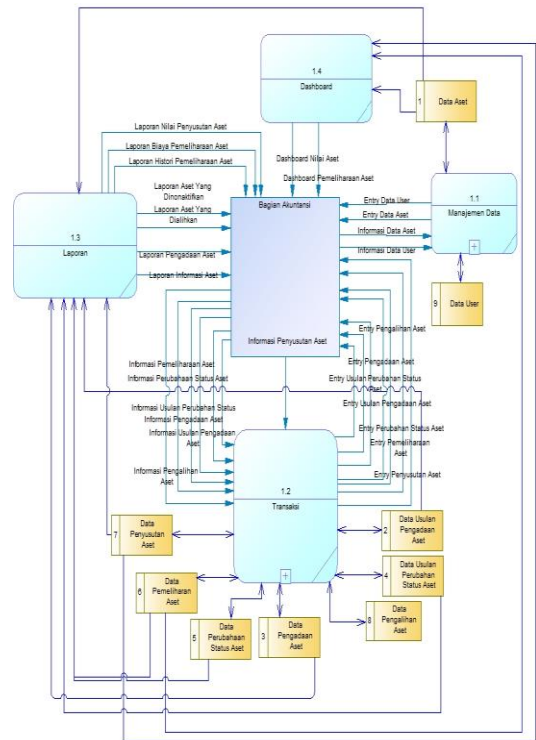 1.4
Dashboard
1
Data Aset
Laporan Nilai Penyusutan Aset
Laporan Biaya Pemeliharaan Aset
Laporan Histori Pemeliharaan Aset
Dashboard Nilai Aset
Dashboard Pemeliharaan Aset
Laporan Aset Yang
Dinonaktifkan
Laporan Aset Yang
Dialihkan
Laporan Pengadaan Aset
Laporan Informasi Aset
1.3
Laporan
Bagian Akuntansi
Entry Data User
Entry Data Aset
Informasi Data Aset
Informasi Data User
1.1
Manajemen Data
+
9
Data User
Informasi Penyusutan Aset
Informasi Pemeliharaan Aset
Informasi Perubahaan Status Aset
Informasi Usulan Perubahan Status
Informasi Pengadaan Aset
Informasi Usulan Pengadaan
Aset
Informasi Pengalihan
Aset
Entry Pengalihan Aset
Entry Pengadaan Aset
Entry Usulan Perubahan Status
Aset
Entry Usulan Pengadaan Aset
Entry Perubahan Status Aset
Entry Pemeliharaan
Aset
Entry Penyusutan Aset
1.2
Transaksi
+
7
Data
Penyusutan
Aset
6
Data
Pemeliharan
Aset
5
Data
Perubahaan
Status Aset
3
Data
Pengadaan
Aset
2
Data Usulan
Pengadaan
Aset
4
Data Usulan
Perubahan
Status Aset
8
Data
Pengalihan
Aset